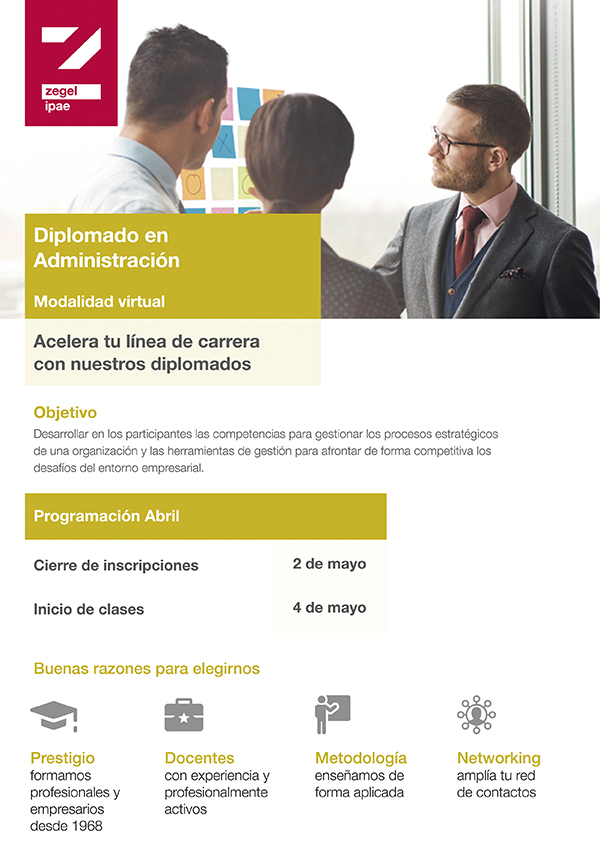 zegel
ipae
Diplomado en
Administración
Modalidad virtual
Acelera tu línea de carrera
con nuestros diplomados
Objetivo
Desarrollar en los participantes las competencias para gestionar los procesos estratégicos
de una organización y las herramientas de gestión para afrontar de forma competitiva los
desafíos del entorno empresarial.
Programación Abril
Cierre de inscripciones 2 de mayo
Inicio de clases 4 de mayo
Buenas razones para elegirnos
Prestigio
formamos
profesionales y
empresarios
desde 1968
Docentes
con experiencia y
profesionalmente
activos
Metodología
enseñamos de
forma aplicada
Networking
amplía tu red
de contactos